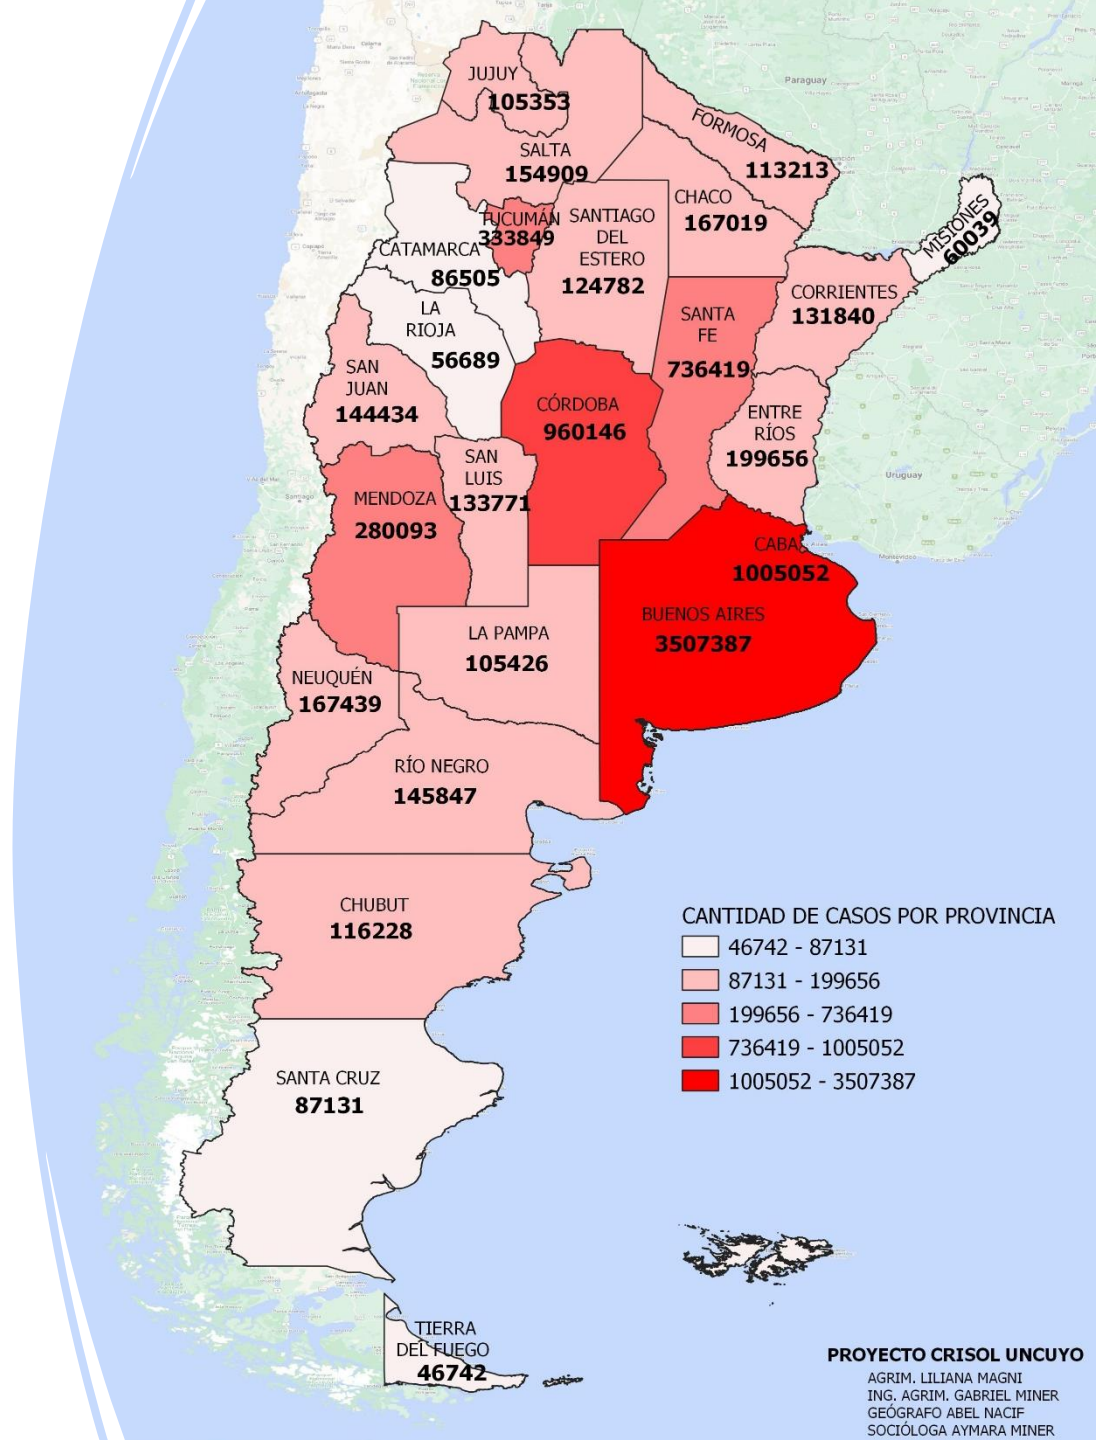 JUJUY
105353
SALTA
154909
FORMOSA
113213
CHACO
167019
MISIONES
60039
TUCUMÁN
333849
SANTIAGO
DEL
ESTERO
124782
CATAMARCA
86505
CORRIENTES
131840
LA
RIOJA
56689
SANTA
FE
736419
SAN
JUAN
144434
CÓRDOBA
960146
ENTRE
RÍOS
199656
SAN
LUIS
133771
MENDOZA
280093
CABA
1005052
BUENOS AIRES
3507387
LA PAMPA
105426
NEUQUÉN
167439
RÍO NEGRO
145847
CHUBUT
116228
SANTA CRUZ
87131
TIERRA
DEL FUEGO
46742
Paraguay
Uruguay
Santiago
Montevideo
CANTIDAD DE CASOS POR PROVINCIA
46742 - 87131
87131 - 199656
199656 - 736419
736419 - 1005052
1005052 - 3507387
PROYECTO CRISOL UNCUYO
AGRIM. LILIANA MAGNI
ING. AGRIM. GABRIEL MINER
GEÓGRAFO ABEL NACIF
SOCIÓLOGA AYMARA MINER